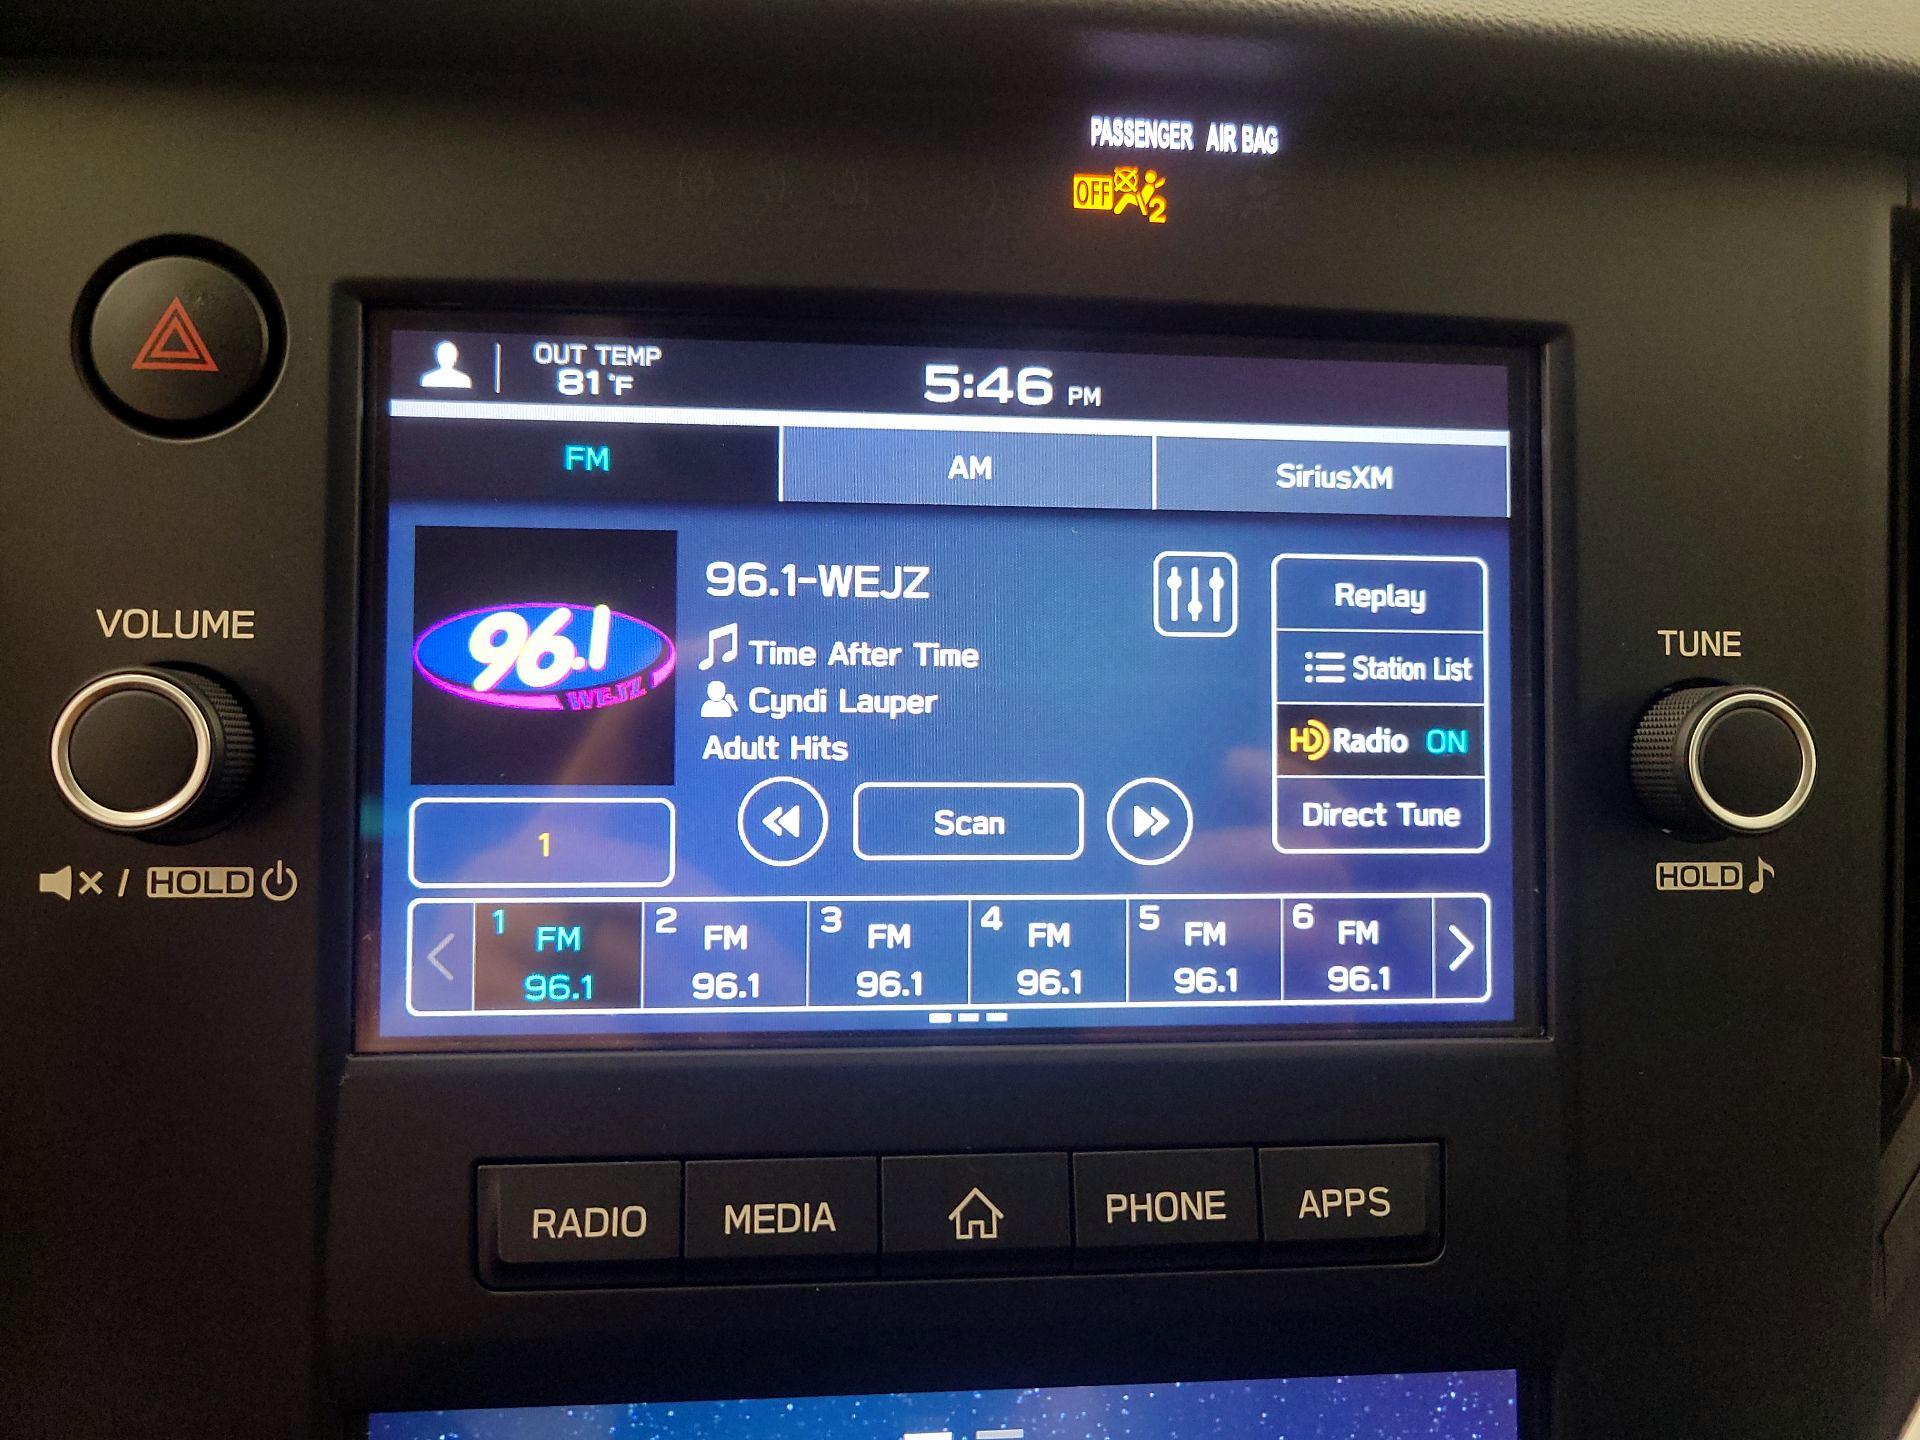 PASSENGER AIR BAG
OFF 2
OUT TEMP
81°F
5:46 PM
FM
AM
SiriusXM
96.1
WEJZ
96.1-WEJZ
Time After Time
Cyndi Lauper
Adult Hits
Replay
Station List
HD Radio ON
Direct Tune
1
Scan
1 FM 96.1
2 FM 96.1
3 FM 96.1
4 FM 96.1
5 FM 96.1
6 FM 96.1
VOLUME
/ HOLD
TUNE
HOLD
RADIO
MEDIA
PHONE
APPS